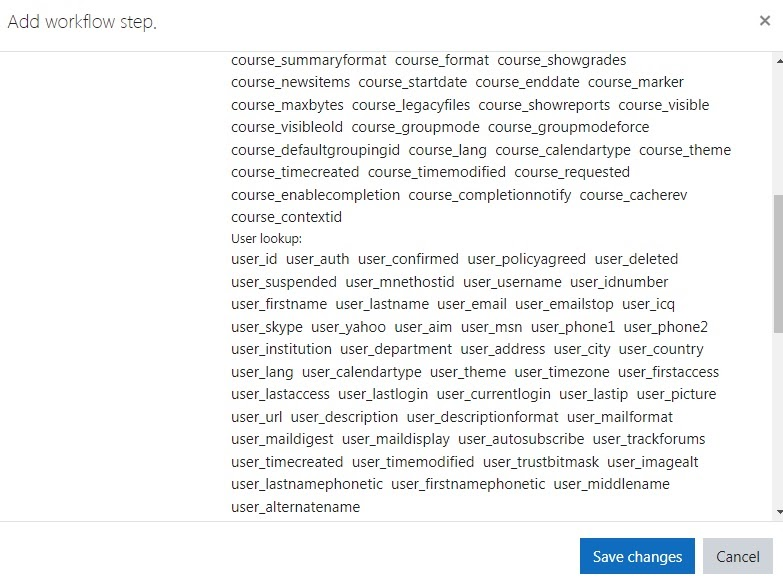 Add workflow step.
×
course_summaryformat course_format course_showgrades
course_newsitems course_startdate course_enddate course_marker
course_maxbytes course_legacyfiles course_showreports course_visible
course_visibleold course_groupmode course_groupmodeforce
course_defaultgroupingid course_lang course_calendartype course_theme
course_timecreated course_timemodified course_requested
course_enablecompletion course_completionnotify course_cacherev
course_contextid
User lookup:
user_id user_auth user_confirmed user_policyagreed user_deleted
user_suspended user_mnethostid user_username user_idnumber
user_firstname user_lastname user_email user_emailstop user_icq
user_skype user_yahoo user_aim user_msn user_phone1 user_phone2
user_institution user_department user_address user_city user_country
user_lang user_calendartype user_theme user_timezone user_firstaccess
user_lastaccess user_lastlogin user_currentlogin user_lastip user_picture
user_url user_description user_descriptionformat user_mailformat
user_maildigest user_maildisplay user_autosubscribe user_trackforums
user_timecreated user_timemodified user_trustbitmask user_imagealt
user_lastnamephonetic user_firstnamephonetic user_middlename
user_alternatename
Save changes
Cancel